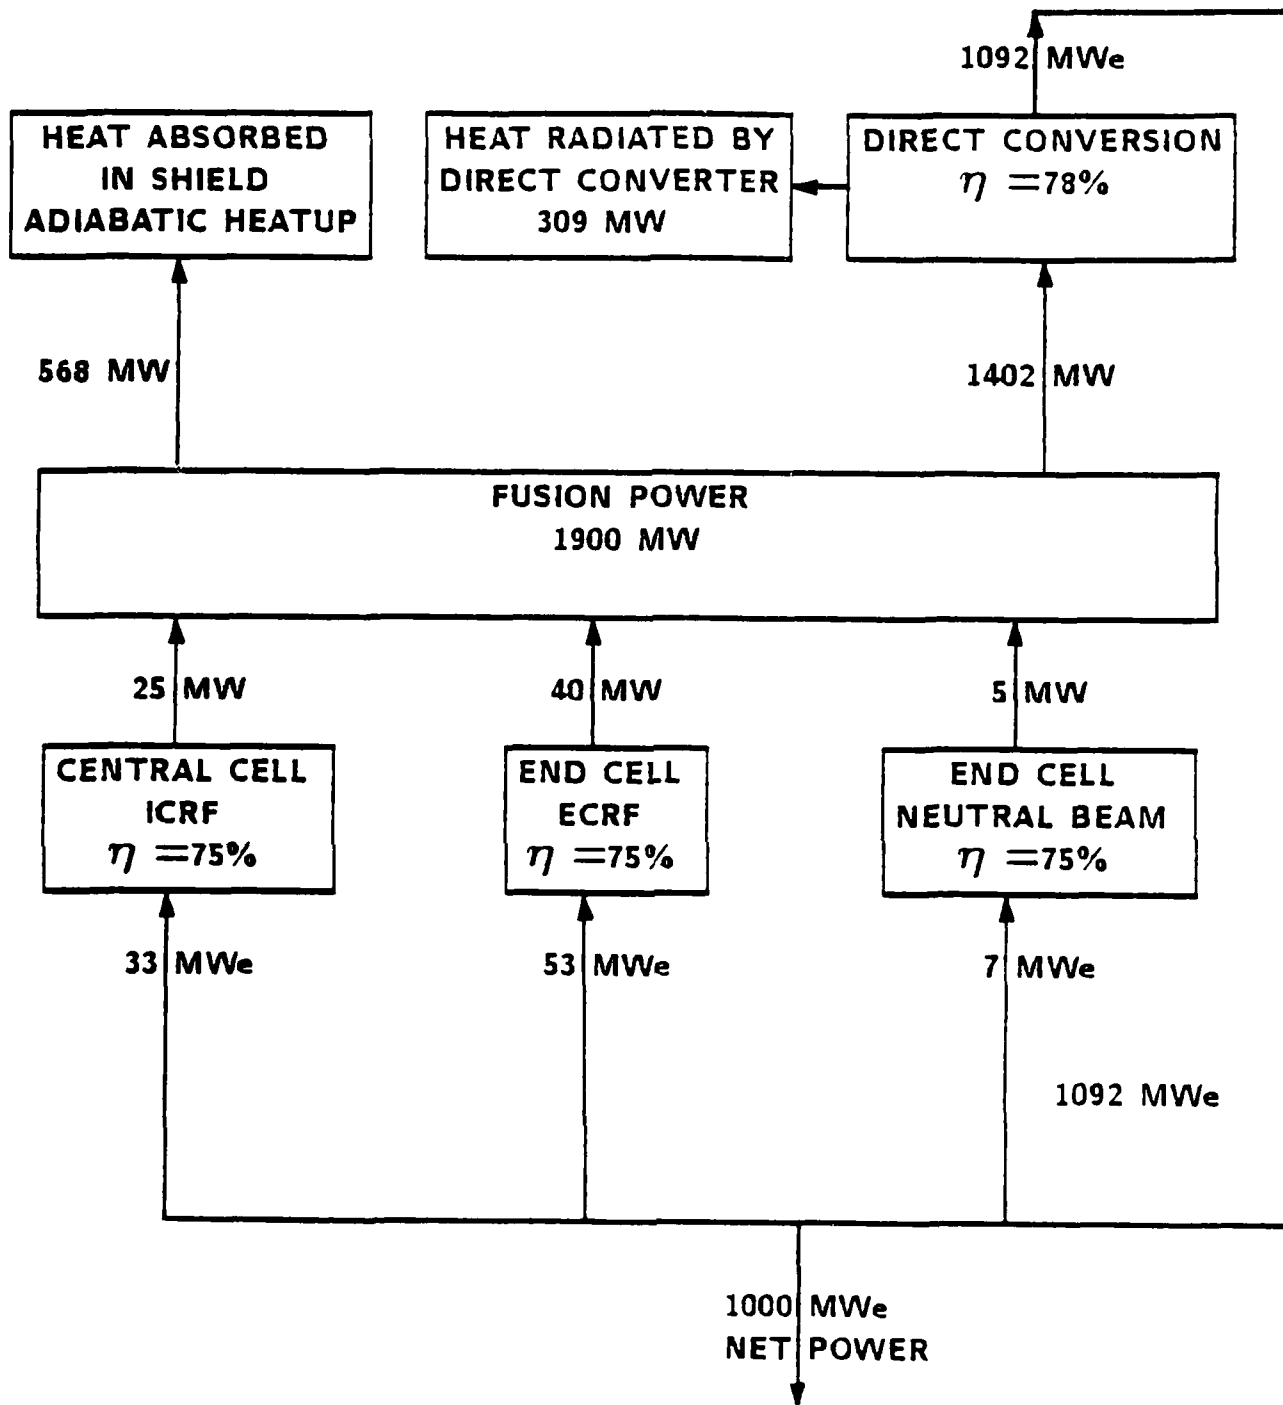 1092 MWe
HEAT ABSORBED
IN SHIELD
ADIABATIC HEATUP
HEAT RADIATED BY
DIRECT CONVERTER
309 MW
DIRECT CONVERSION
η =78%
568 MW
1402 MW
FUSION POWER
1900 MW
25 MW
40 MW
5 MW
CENTRAL CELL
ICRF
η =75%
END CELL
ECRF
η =75%
END CELL
NEUTRAL BEAM
η =75%
33 MWe
53 MWe
7 MWe
1092 MWe
1000 MWe
NET POWER